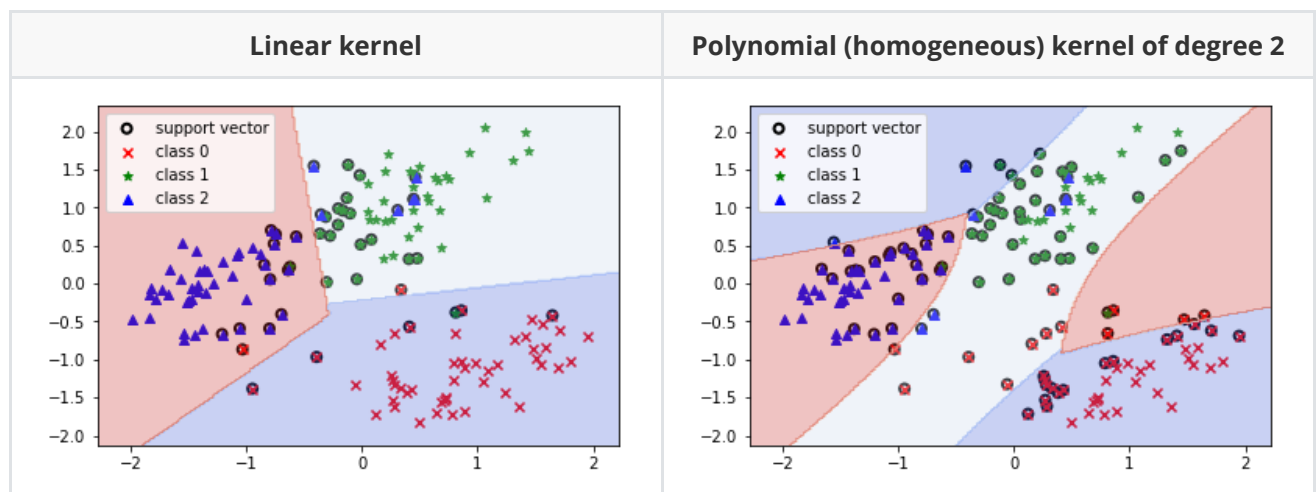 Linear kernel
Polynomial (homogeneous) kernel of degree 2
support vector
class 0
class 1
class 2
2.0
1.5
1.0
0.5
0.0
−0.5
−1.0
−1.5
−2.0
−2 −1 0 1 2
support vector
class 0
class 1
class 2
2.0
1.5
1.0
0.5
0.0
−0.5
−1.0
−1.5
−2.0
−2 −1 0 1 2